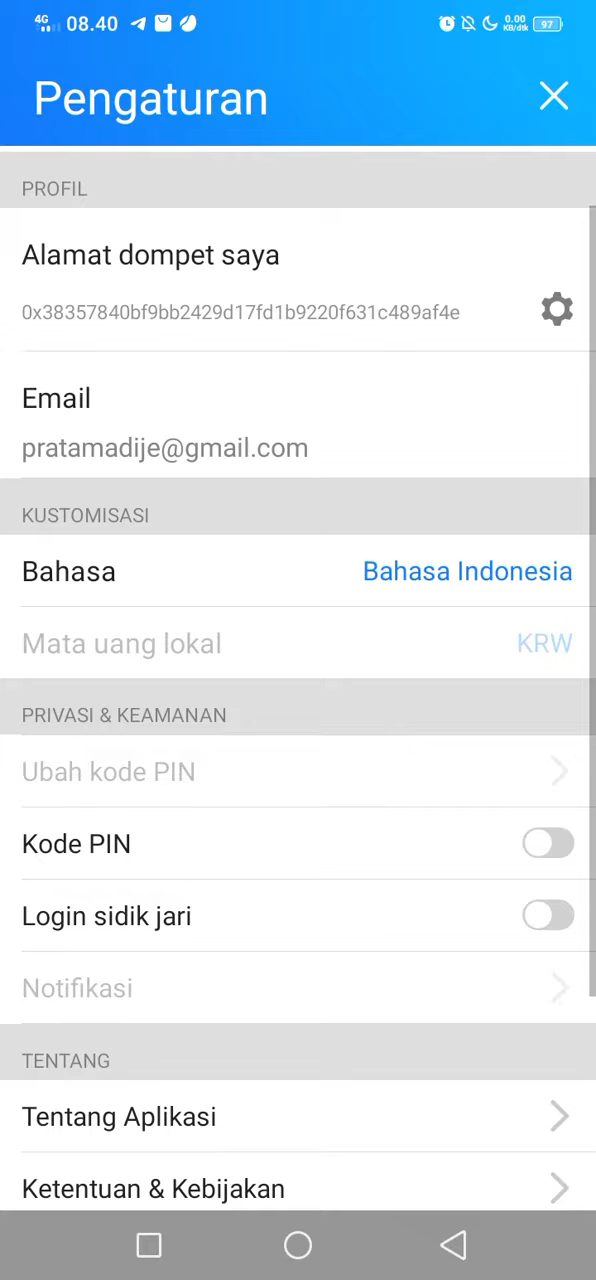 4G 08.40 0.00 KB/dtk 97
Pengaturan
PROFIL
Alamat dompet saya
0x38357840bf9bb2429d17fd1b9220f631c489af4e
Email
pratamadije@gmail.com
KUSTOMISASI
Bahasa Bahasa Indonesia
Mata uang lokal KRW
PRIVASI & KEAMANAN
Ubah kode PIN
Kode PIN
Login sidik jari
Notifikasi
TENTANG
Tentang Aplikasi
Ketentuan & Kebijakan